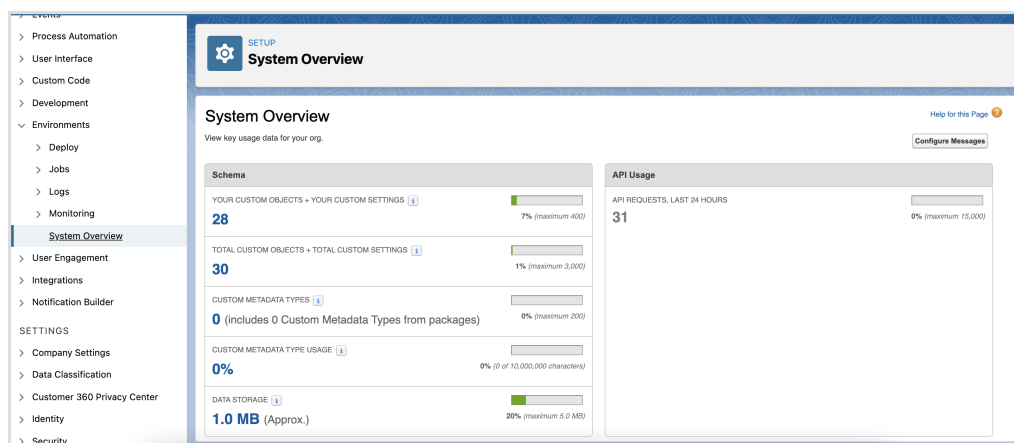 Events
Process Automation
User Interface
Custom Code
Development
Environments
Deploy
Jobs
Logs
Monitoring
System Overview
User Engagement
Integrations
Notification Builder
SETTINGS
Company Settings
Data Classification
Customer 360 Privacy Center
Identity
Security
SETUP
System Overview
System Overview
Help for this Page ?
View key usage data for your org.
Configure Messages
Schema
YOUR CUSTOM OBJECTS + YOUR CUSTOM SETTINGS i
28
7% (maximum 400)
TOTAL CUSTOM OBJECTS + TOTAL CUSTOM SETTINGS i
30
1% (maximum 3,000)
CUSTOM METADATA TYPES i
0 (includes 0 Custom Metadata Types from packages)
0% (maximum 200)
CUSTOM METADATA TYPE USAGE i
0%
0% (0 of 10,000,000 characters)
DATA STORAGE i
1.0 MB (Approx.)
20% (maximum 5.0 MB)
API Usage
API REQUESTS, LAST 24 HOURS
31
0% (maximum 15,000)